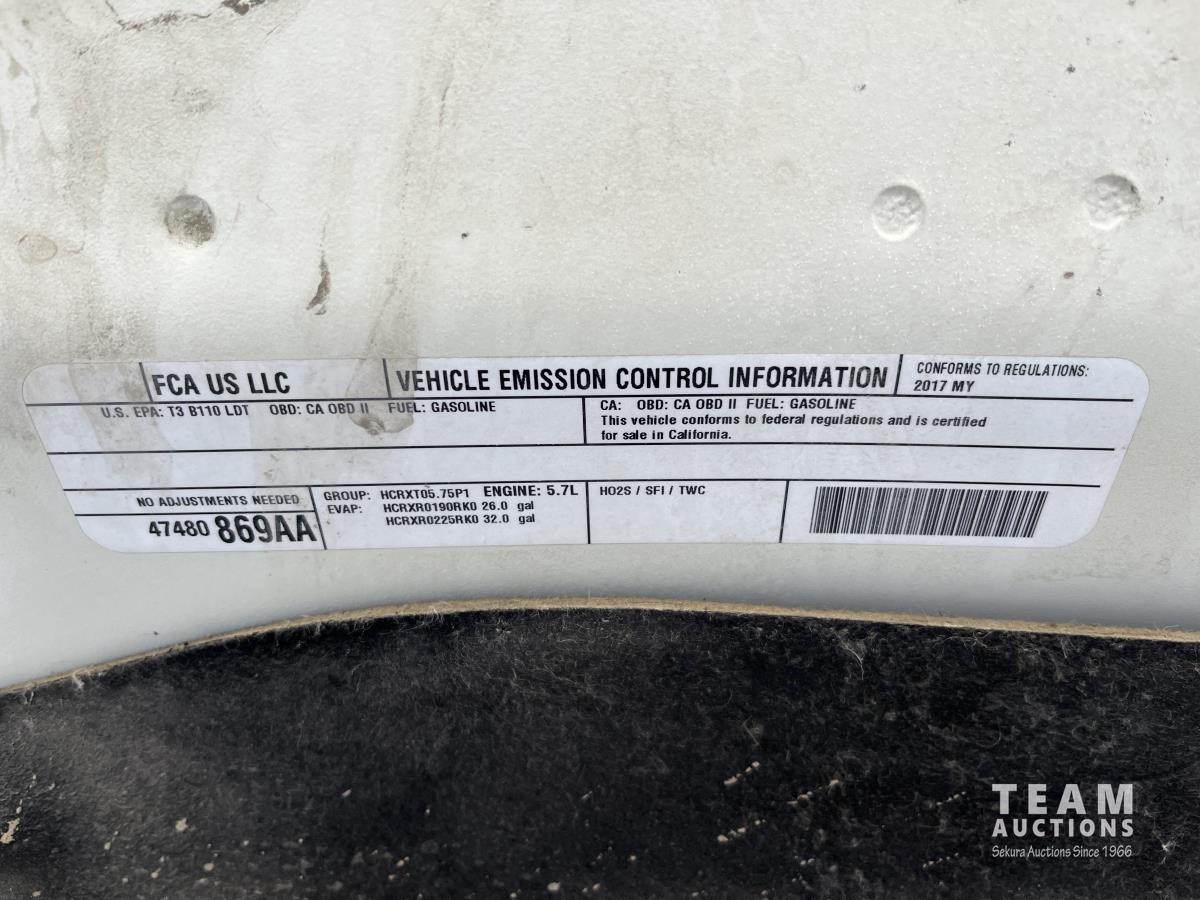 FCA US LLC
VEHICLE EMISSION CONTROL INFORMATION
CONFORMS TO REGULATIONS:
2017 MY
U.S. EPA: T3 B110 LDT OBD: CA OBD II FUEL: GASOLINE
CA: OBD: CA OBD II FUEL: GASOLINE
This vehicle conforms to federal regulations and is certified
for sale in California.
NO ADJUSTMENTS NEEDED
47480 869AA
GROUP: HCRXT05.75P1 ENGINE: 5.7L
EVAP: HCRXR0190RK0 26.0 gal
HCRXR0225RK0 32.0 gal
HO2S / SFI / TWC
TEAM
AUCTIONS
Sekura Auctions Since 1966